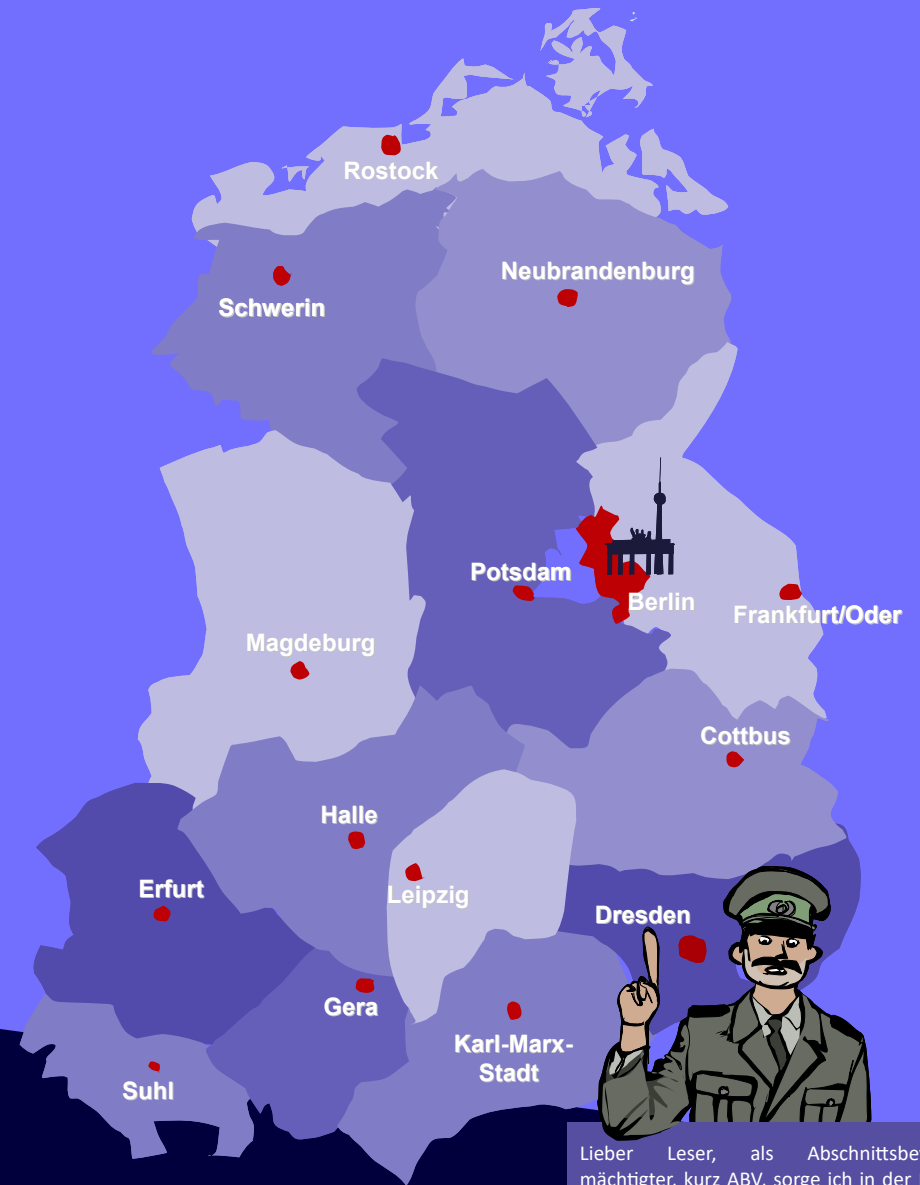 Rostock
Neubrandenburg
Schwerin
Potsdam
Berlin
Frankfurt/Oder
Magdeburg
Cottbus
Halle
Erfurt
Leipzig
Dresden
Gera
Karl-Marx-
Stadt
Suhl
Lieber Leser, als
mächtigter, kurz ABV, sorge ich in der